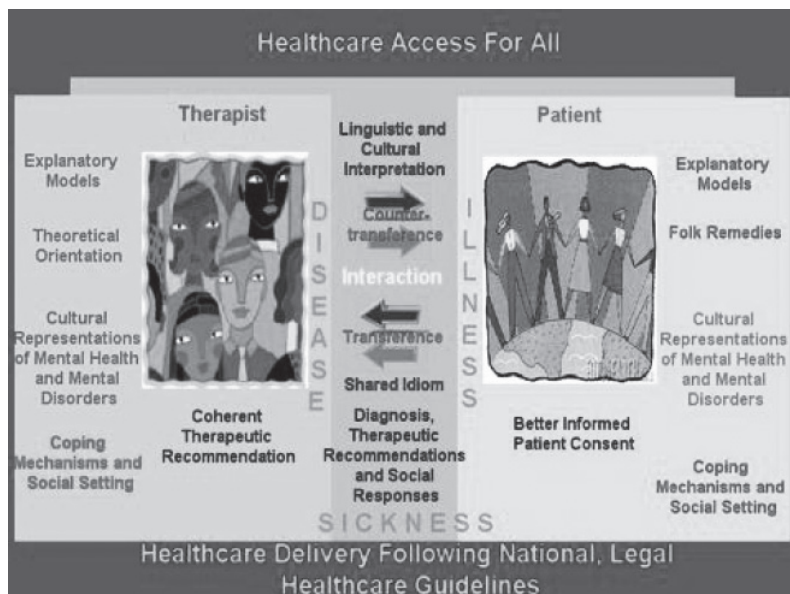 Healthcare Access For All
Therapist
Explanatory
Models
Theoretical
Orientation
Cultural
Representations
of Mental Health
and Mental
Disorders
Coping
Mechanisms and
Social Setting
Coherent
Therapeutic
Recommendation
DISEASE
Linguistic and
Cultural
Interpretation
Counter-
transference
Interaction
Transference
Shared Idiom
Diagnosis,
Therapeutic
Recommendations
and Social
Responses
ILLNESS
Patient
Better Informed
Patient Consent
Explanatory
Models
Folk Remedies
Cultural
Representations
of Mental Health
and Mental
Disorders
Coping
Mechanisms and
Social Setting
SICKNESS
Healthcare Delivery Following National, Legal
Healthcare Guidelines